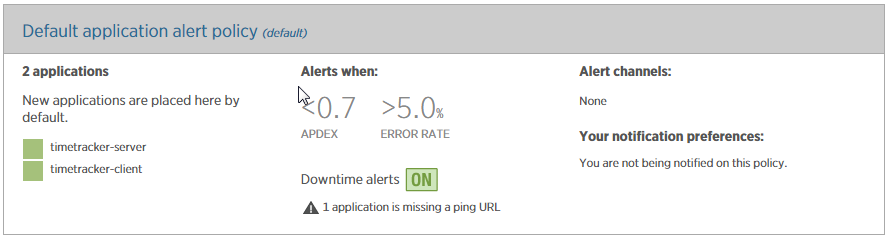 Default application alert policy (default)
2 applications
New applications are placed here by
default.
timetracker-server
timetracker-client
Alerts when:
<0.7 >5.0%
APDEX ERROR RATE
Downtime alerts ON
1 application is missing a ping URL
Alert channels:
None
Your notification preferences:
You are not being notified on this policy.